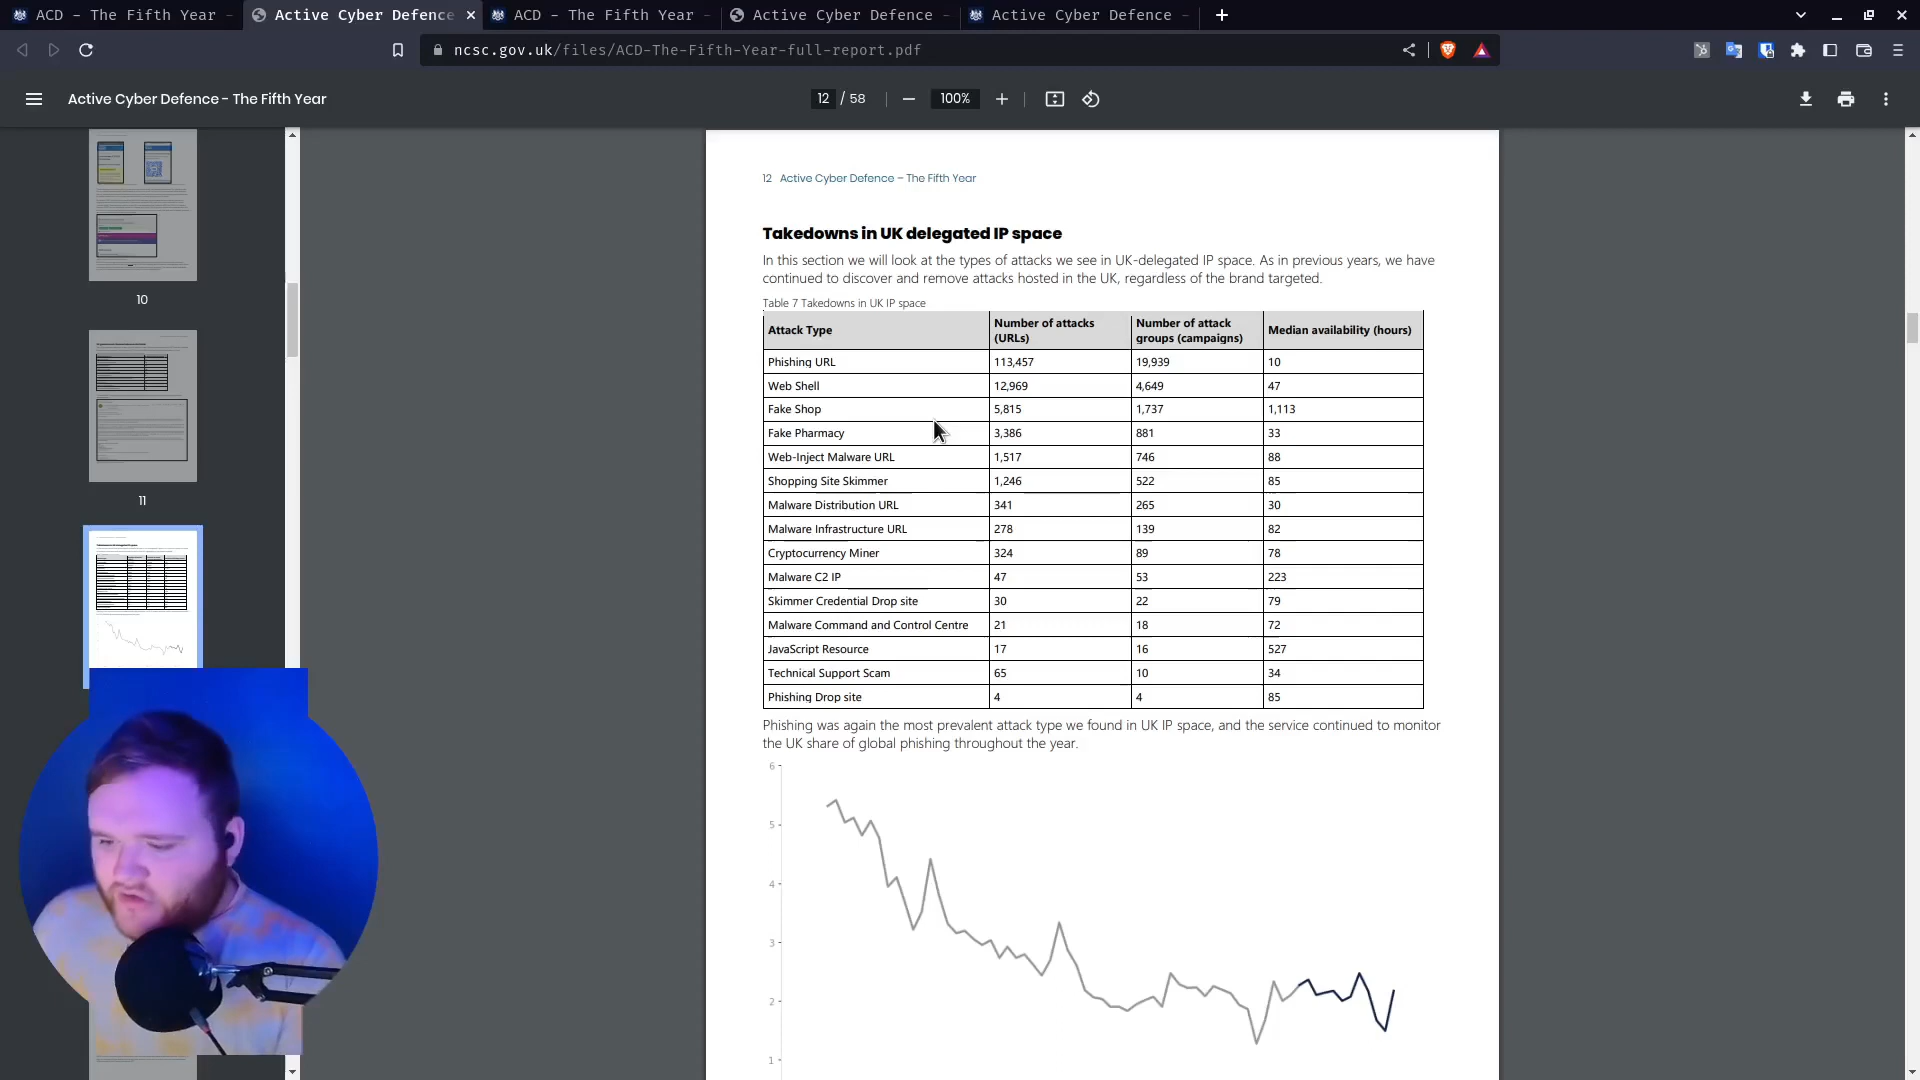 ACD - The Fifth Year
Active Cyber Defence
ACD - The Fifth Year
Active Cyber Defence
Active Cyber Defence
ncsc.gov.uk/files/ACD-The-Fifth-Year-full-report.pdf
Active Cyber Defence - The Fifth Year
12 / 58
100%
10
11
12 Active Cyber Defence – The Fifth Year
Takedowns in UK delegated IP space
In this section we will look at the types of attacks we see in UK-delegated IP space. As in previous years, we have
continued to discover and remove attacks hosted in the UK, regardless of the brand targeted.
Table 7 Takedowns in UK IP space
Attack Type Number of attacks (URLs) Number of attack groups (campaigns) Median availability (hours)
Phishing URL 113,457 19,939 10
Web Shell 12,969 4,649 47
Fake Shop 5,815 1,737 1,113
Fake Pharmacy 3,386 881 33
Web-Inject Malware URL 1,517 746 88
Shopping Site Skimmer 1,246 522 85
Malware Distribution URL 341 265 30
Malware Infrastructure URL 278 139 82
Cryptocurrency Miner 324 89 78
Malware C2 IP 47 53 223
Skimmer Credential Drop site 30 22 79
Malware Command and Control Centre 21 18 72
JavaScript Resource 17 16 527
Technical Support Scam 65 10 34
Phishing Drop site 4 4 85
Phishing was again the most prevalent attack type we found in UK IP space, and the service continued to monitor
the UK share of global phishing throughout the year.
6
5
4
3
2
1